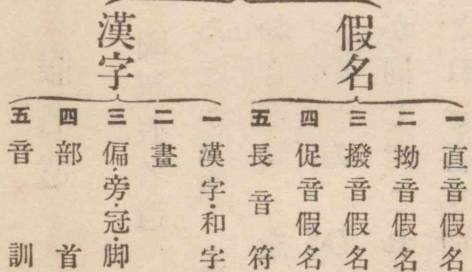 假名
一 直音假名
二 拗音假名
三 撥音假名
四 促音假名
五 長音符
漢字
一 漢字・和字
二 畫
三 偏・旁・冠・脚
四 部首
五 音訓